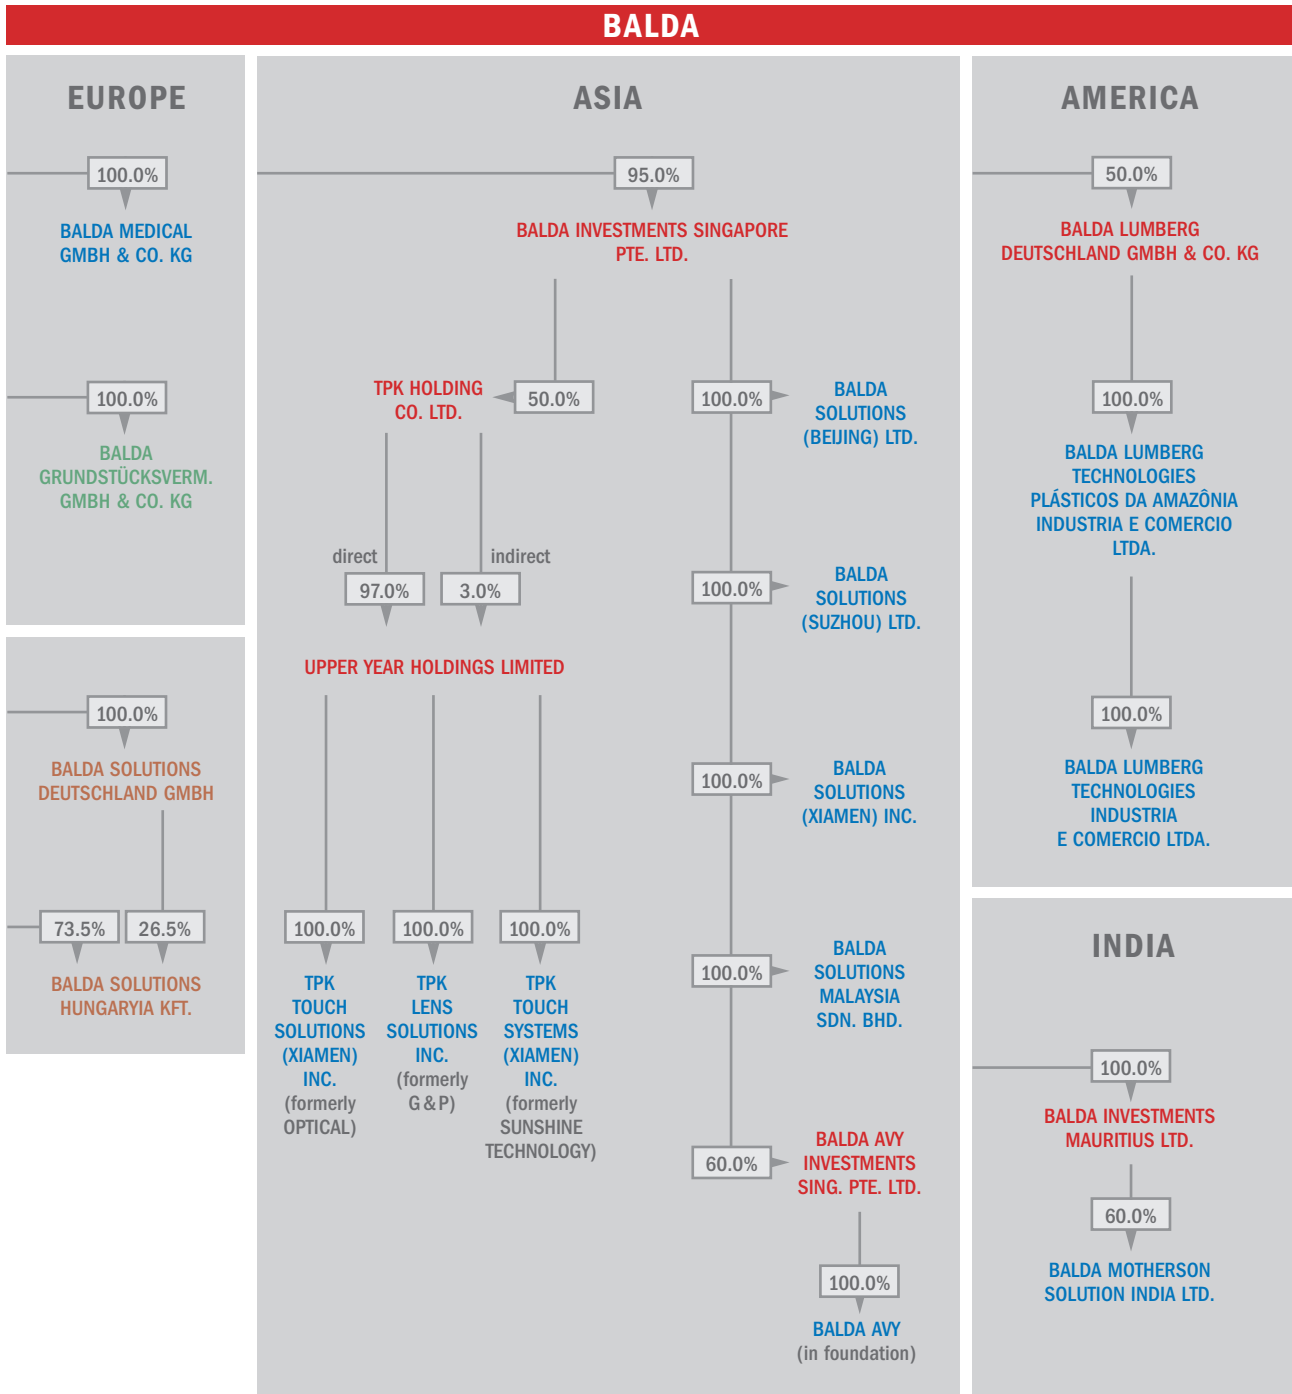 BALDA
EUROPE
100.0%
BALDA MEDICAL
GMBH & CO. KG
100.0%
BALDA
GRUNDSTÜCKSVERM.
GMBH & CO. KG
100.0%
BALDA SOLUTIONS
DEUTSCHLAND GMBH
73.5%
26.5%
BALDA SOLUTIONS
HUNGARYIA KFT.
ASIA
95.0%
BALDA INVESTMENTS SINGAPORE
PTE. LTD.
TPK HOLDING
CO. LTD.
50.0%
direct
indirect
97.0%
3.0%
UPPER YEAR HOLDINGS LIMITED
100.0%
TPK
TOUCH
SOLUTIONS
(XIAMEN)
INC.
(formerly
OPTICAL)
100.0%
TPK
LENS
SOLUTIONS
INC.
(formerly
G & P)
100.0%
TPK
TOUCH
SYSTEMS
(XIAMEN)
INC.
(formerly
SUNSHINE
TECHNOLOGY)
100.0%
BALDA
SOLUTIONS
(BEIJING) LTD.
100.0%
BALDA
SOLUTIONS
(SUZHOU) LTD.
100.0%
BALDA
SOLUTIONS
(XIAMEN) INC.
100.0%
BALDA
SOLUTIONS
MALAYSIA
SDN. BHD.
60.0%
BALDA AVY
INVESTMENTS
SING. PTE. LTD.
100.0%
BALDA AVY
(in foundation)
AMERICA
50.0%
BALDA LUMBERG
DEUTSCHLAND GMBH & CO. KG
100.0%
BALDA LUMBERG
TECHNOLOGIES
PLÁSTICOS DA AMAZÔNIA
INDUSTRIA E COMERCIO
LTDA.
100.0%
BALDA LUMBERG
TECHNOLOGIES
INDUSTRIA
E COMERCIO LTDA.
INDIA
100.0%
BALDA INVESTMENTS
MAURITIUS LTD.
60.0%
BALDA MOTHERSON
SOLUTION INDIA LTD.